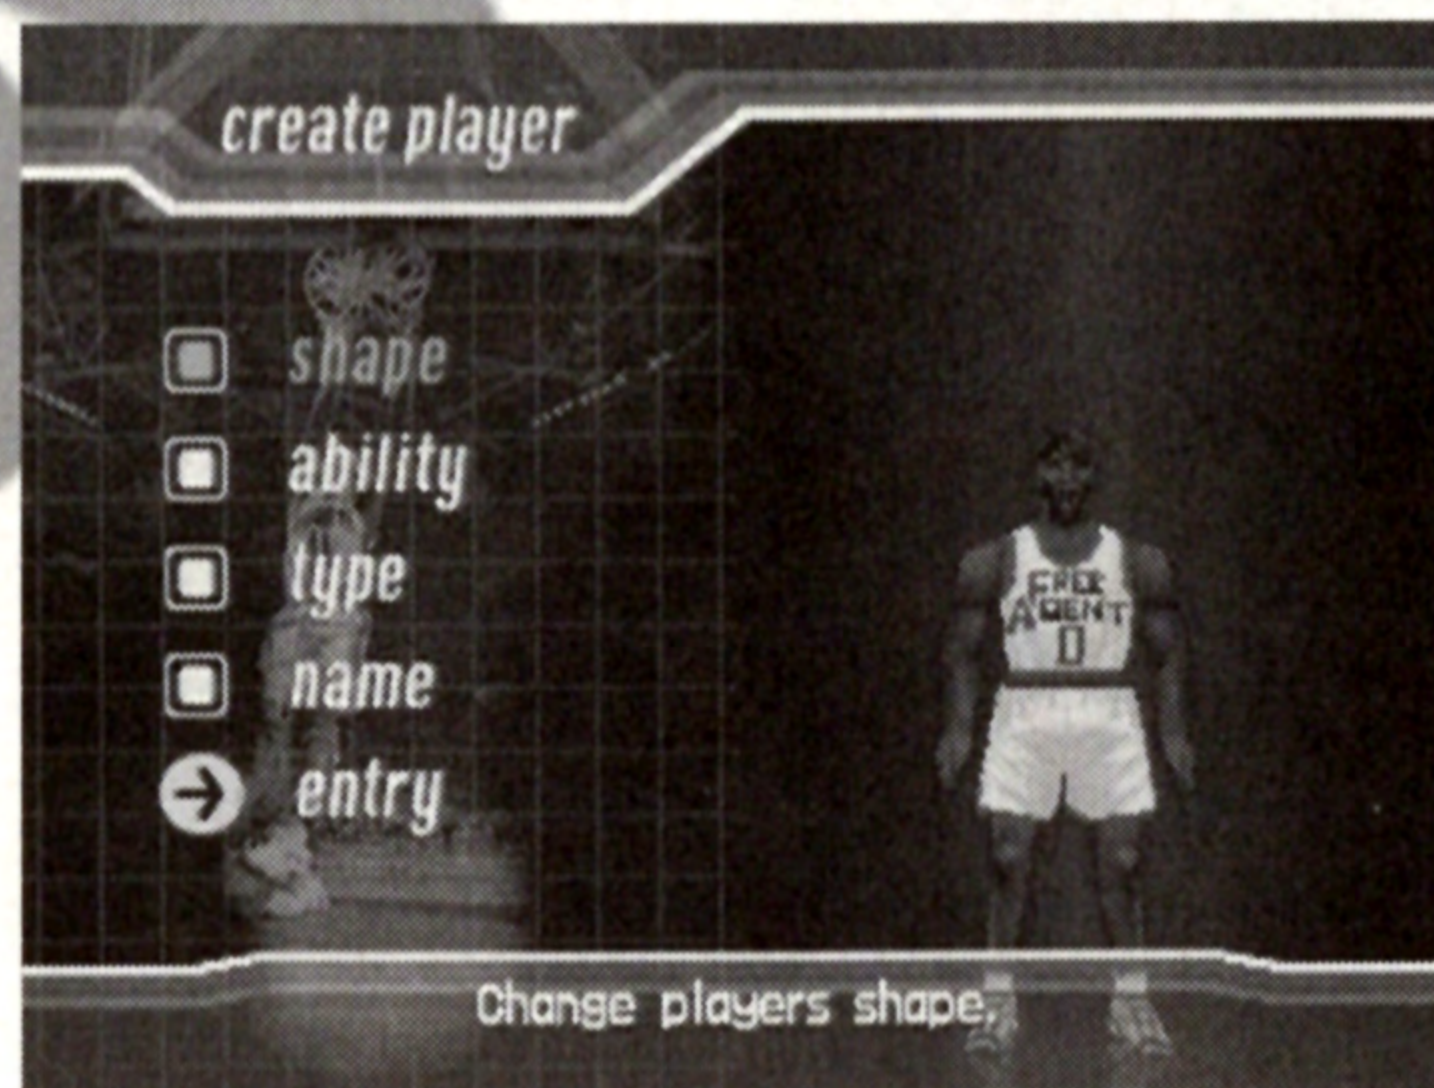 create player
shape
ability
type
name
entry
FREE
AGENT
0
Change players shape.